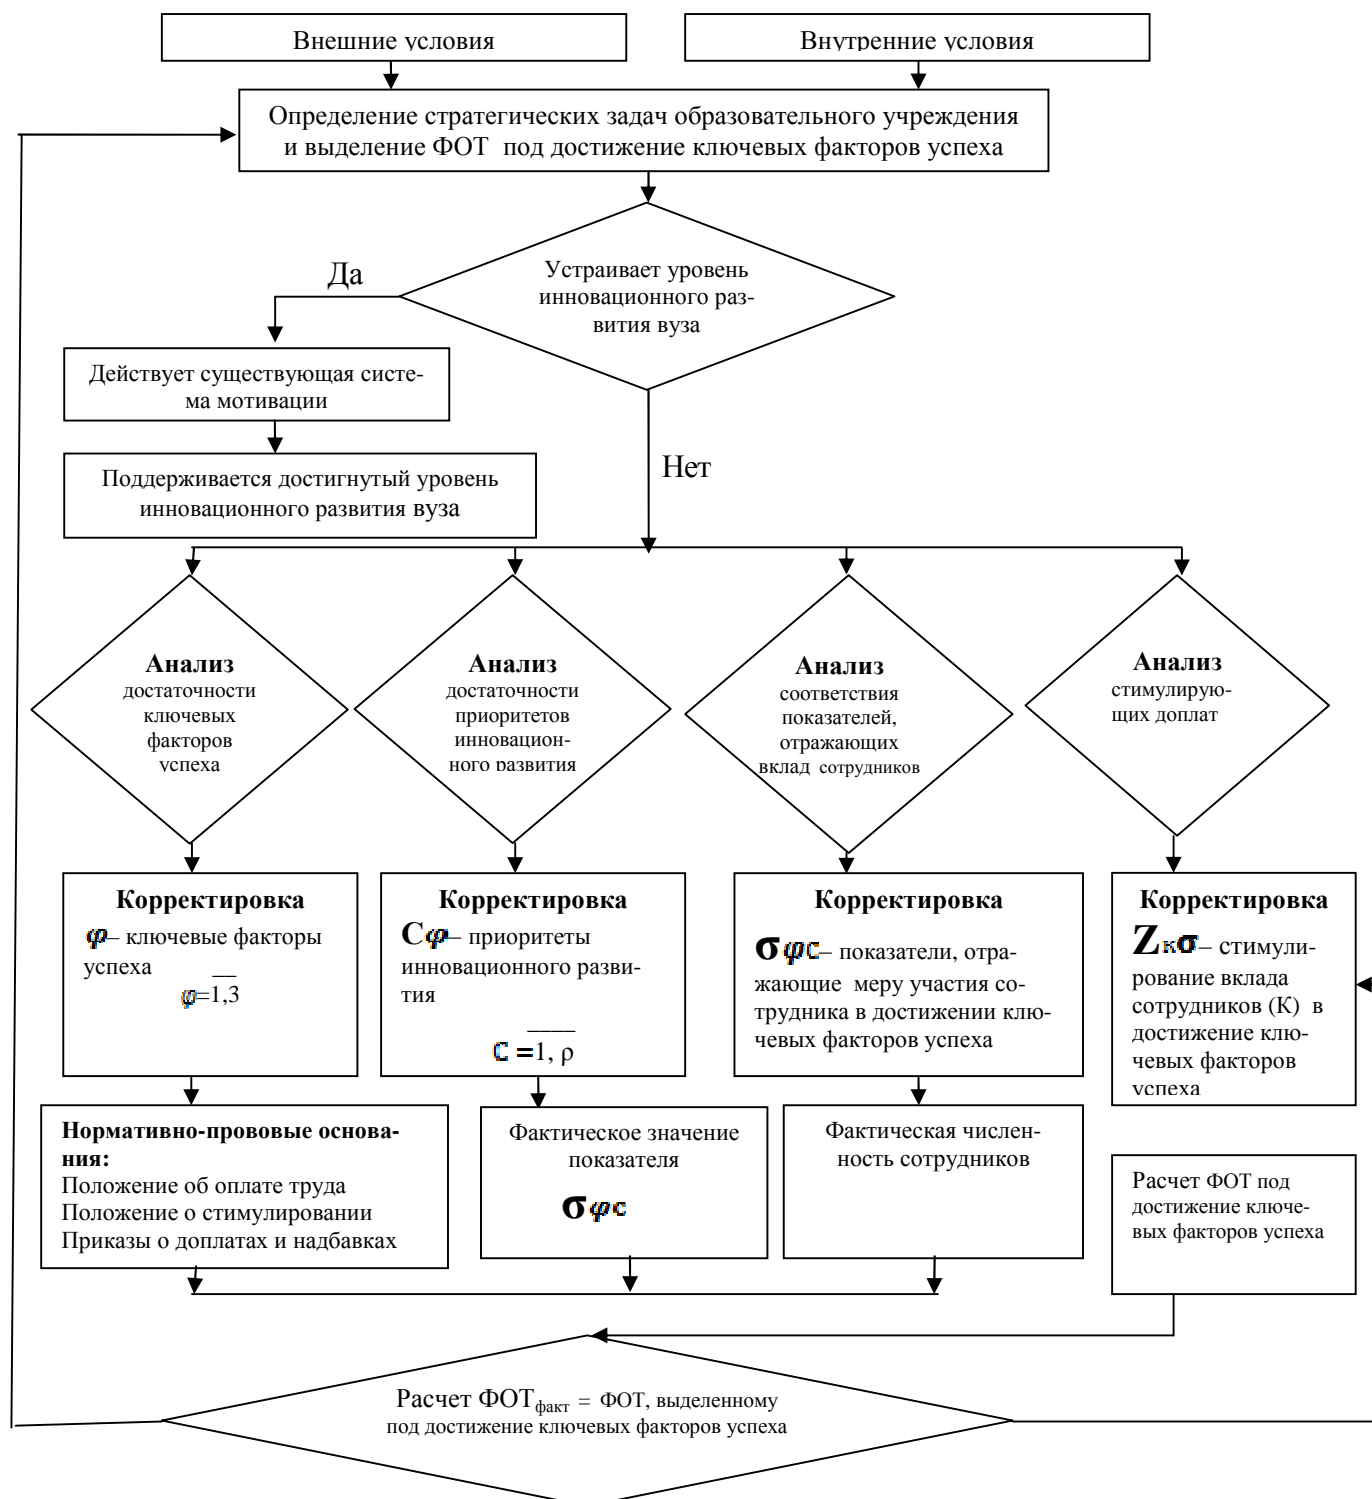 Внешние условия
Внутренние условия
Определение стратегических задач образовательного учреждения
и выделение ФОТ под достижение ключевых факторов успеха
Да
Устраивает уровень
инновационного раз-
вития вуза
Действует существующая систе-
ма мотивации
Нет
Поддерживается достигнутый уровень
инновационного развития вуза
Анализ
достаточности
ключевых
факторов
успеха
Анализ
достаточности
приоритетов
инновацион-
ного развития
Анализ
соответствия
показателей,
отражающих
вклад сотрудников
Анализ
стимулирую-
щих доплат
Корректировка
φ– ключевые факторы
успеха
φ=1,3
Корректировка
Cφ– приоритеты
инновационного разви-
тия
C =1, ρ
Корректировка
σφc– показатели, отра-
жающие меру участия со-
трудника в достижении клю-
чевых факторов успеха
Корректировка
Zкσ– стимули-
рование вклада
сотрудников (К) в
достижение клю-
чевых факторов
успеха
Нормативно-прововые основа-
ния:
Положение об оплате труда
Положение о стимулировании
Приказы о доплатах и надбавках
Фактическое значение
показателя
σφc
Фактическая числен-
ность сотрудников
Расчет ФОТ под
достижение ключе-
вых факторов успеха
Расчет ФОТфакт = ФОТ, выделенному
под достижение ключевых факторов успеха